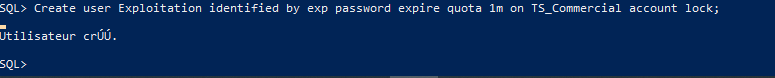 SQL> Create user Exploitation identified by exp password expire quota 1m on TS_Commercial account lock;
Utilisateur crÚÚ.
SQL>